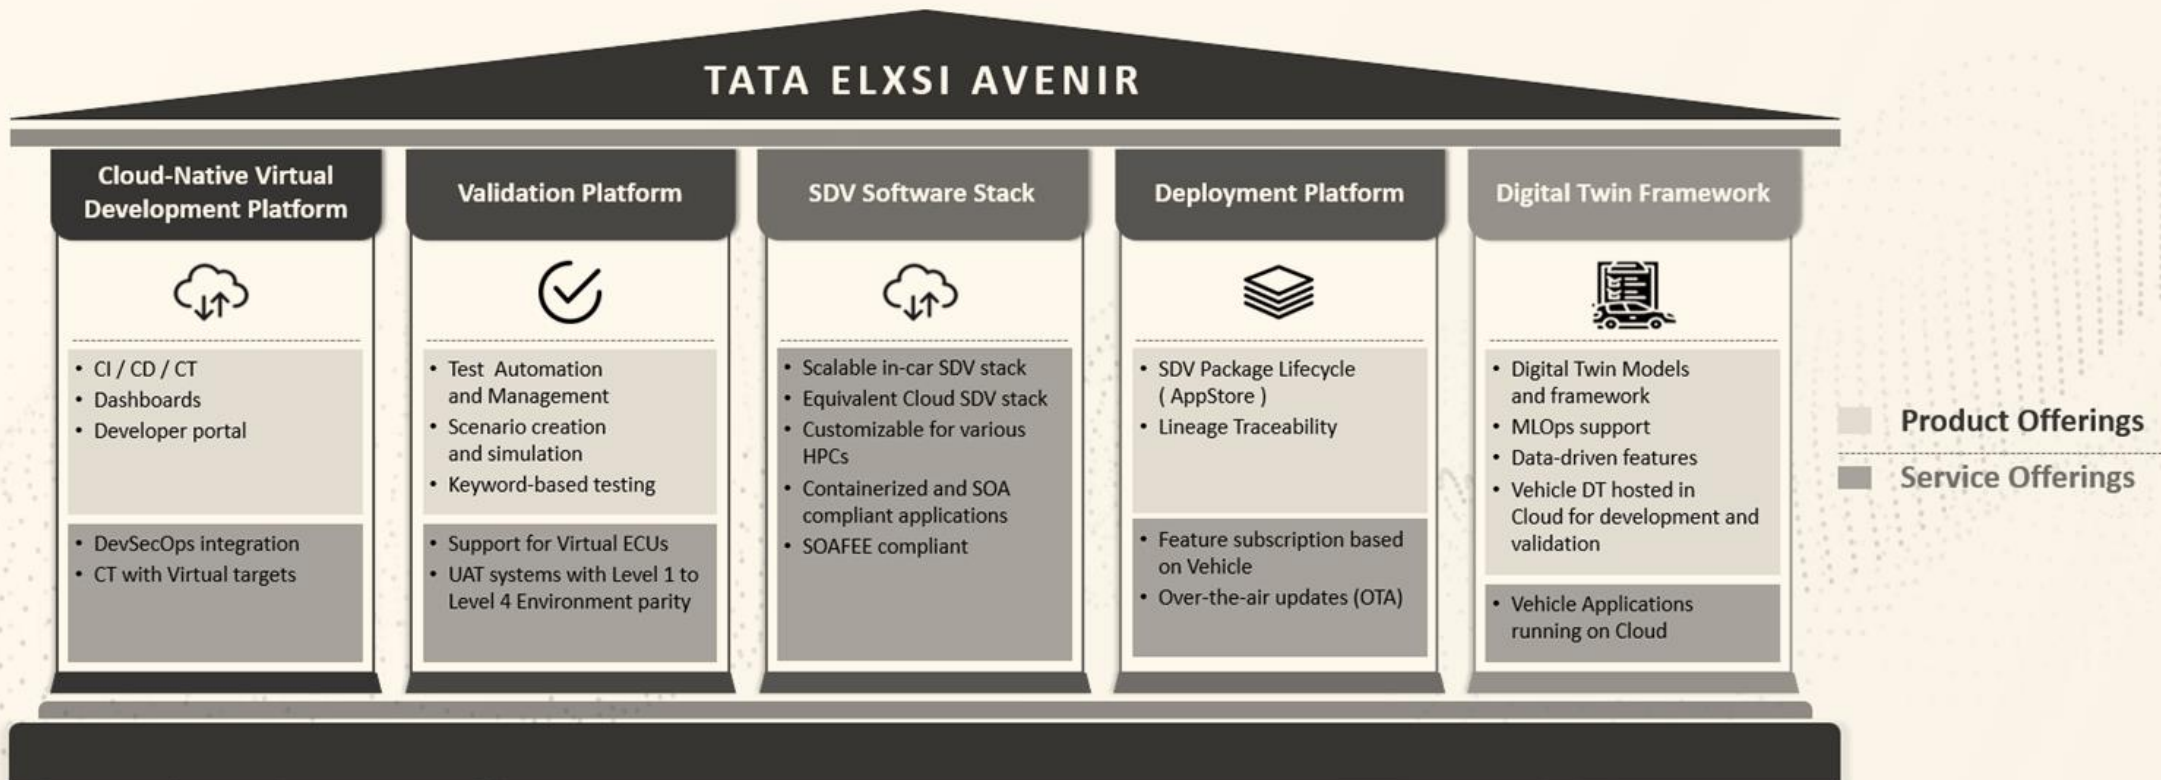 TATA ELXSI AVENIR
Cloud-Native Virtual
Development Platform
• CI / CD / CT
• Dashboards
• Developer portal
• DevSecOps integration
• CT with Virtual targets
Validation Platform
• Test Automation
and Management
• Scenario creation
and simulation
• Keyword-based testing
• Support for Virtual ECUs
• UAT systems with Level 1 to
Level 4 Environment parity
SDV Software Stack
• Scalable in-car SDV stack
• Equivalent Cloud SDV stack
• Customizable for various
HPCs
• Containerized and SOA
compliant applications
• SOAFEE compliant
Deployment Platform
• SDV Package Lifecycle
( AppStore )
• Lineage Traceability
• Feature subscription based
on Vehicle
• Over-the-air updates (OTA)
Digital Twin Framework
• Digital Twin Models
and framework
• MLOps support
• Data-driven features
• Vehicle DT hosted in
Cloud for development and
validation
• Vehicle Applications
running on Cloud
Product Offerings
Service Offerings